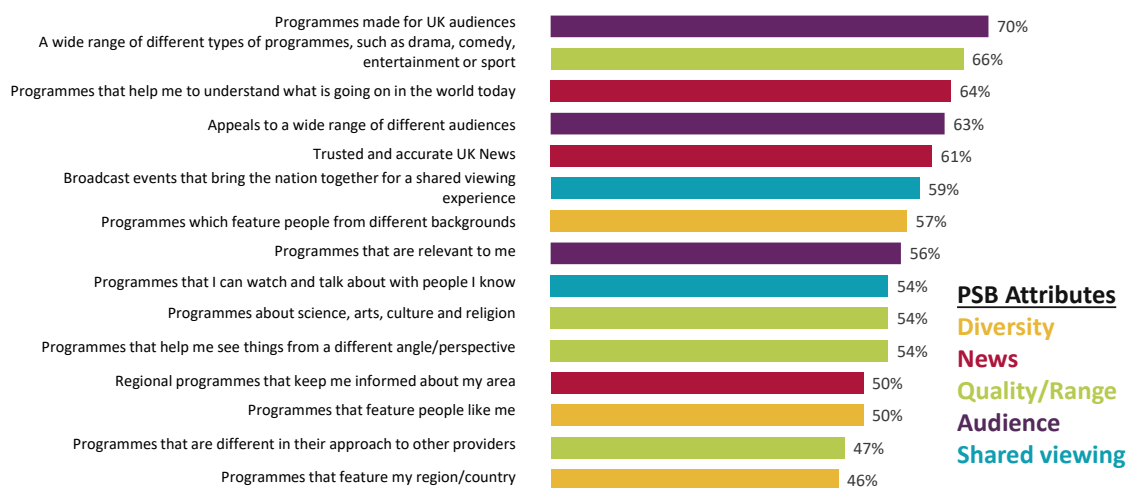 Programmes made for UK audiences
70%
A wide range of different types of programmes, such as drama, comedy,
entertainment or sport
66%
Programmes that help me to understand what is going on in the world today
64%
Appeals to a wide range of different audiences
63%
Trusted and accurate UK News
61%
Broadcast events that bring the nation together for a shared viewing
experience
59%
Programmes which feature people from different backgrounds
57%
Programmes that are relevant to me
56%
Programmes that I can watch and talk about with people I know
54%
Programmes about science, arts, culture and religion
54%
Programmes that help me see things from a different angle/perspective
54%
Regional programmes that keep me informed about my area
50%
Programmes that feature people like me
50%
Programmes that are different in their approach to other providers
47%
Programmes that feature my region/country
46%
PSB Attributes
Diversity
News
Quality/Range
Audience
Shared viewing